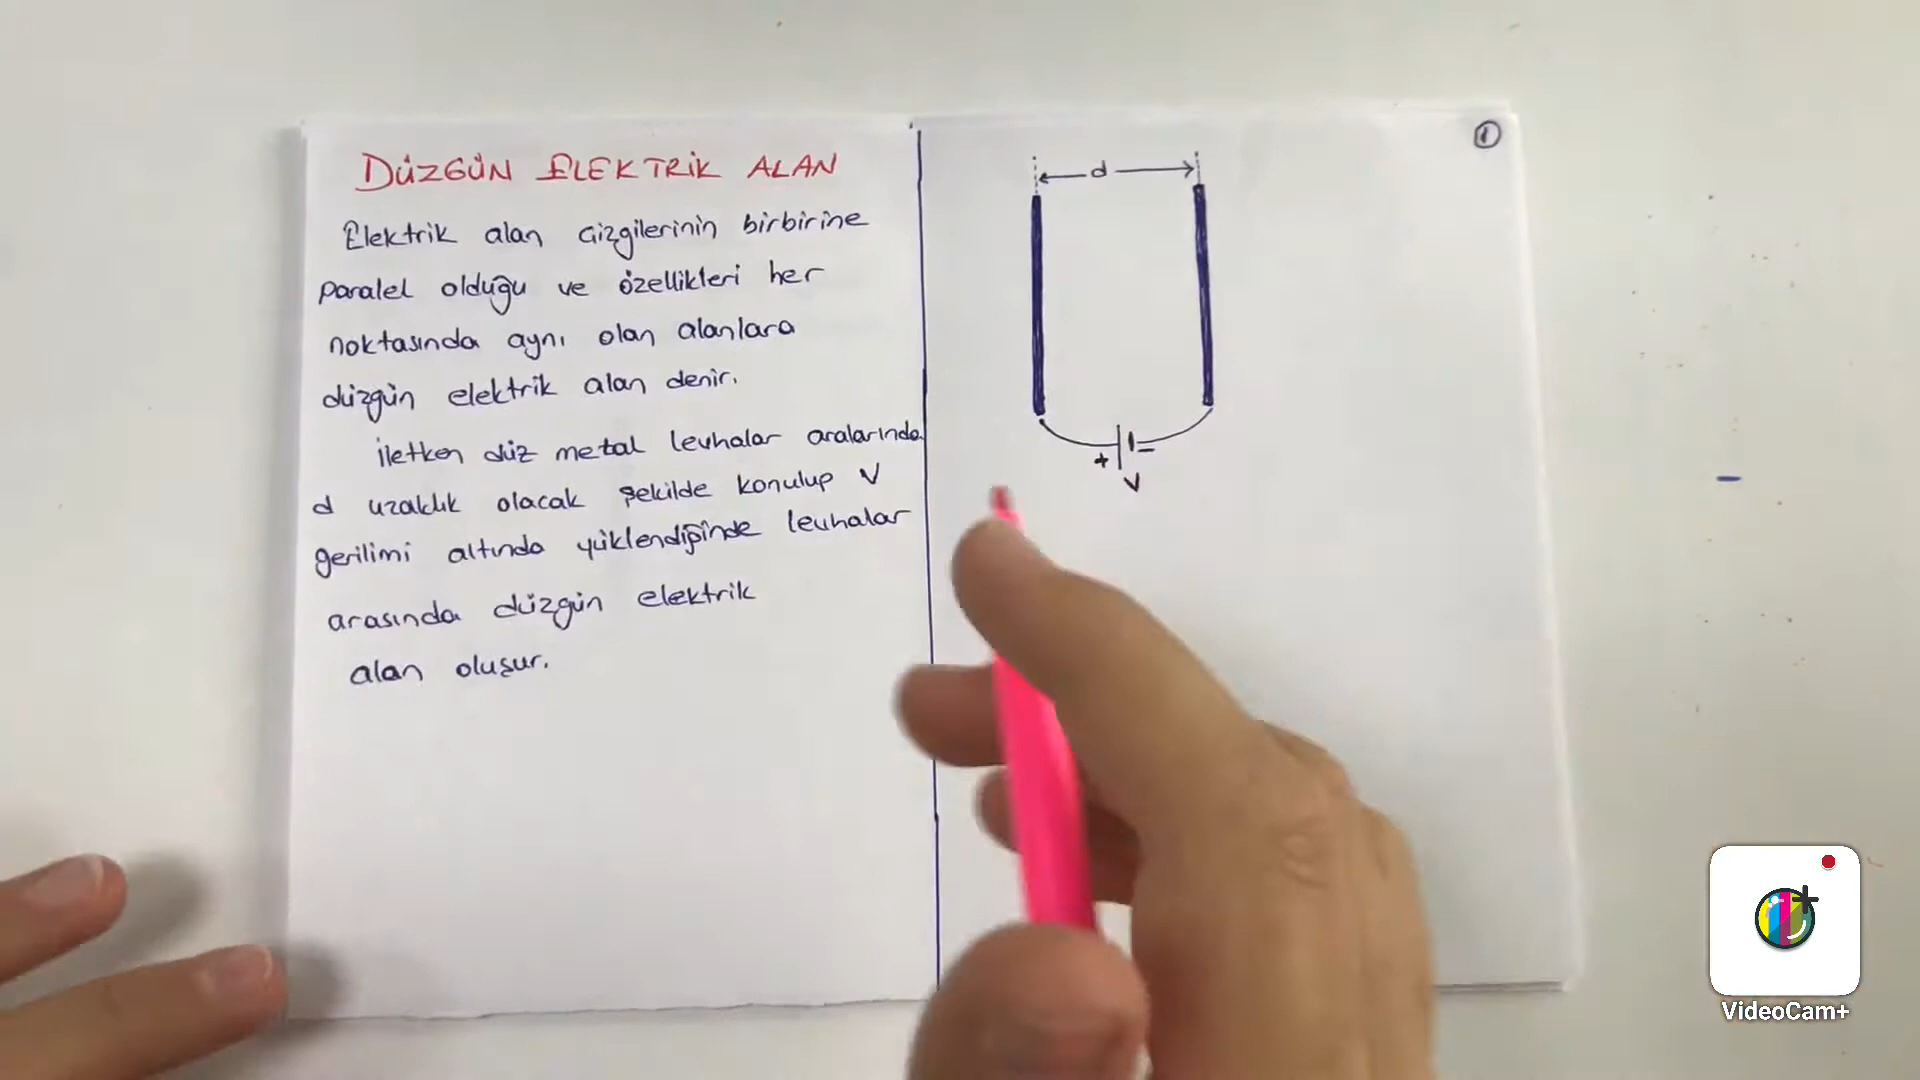 DÜZGÜN ELEKTRİK ALAN
Elektrik alan çizgilerinin birbirine
paralel olduğu ve özellikleri her
noktasında aynı olan alanlara
düzgün elektrik alan denir.
İletken düz metal levhalar aralarında
d uzaklık olacak şekilde konulup V
gerilimi altında yüklendiğinde levhalar
arasında düzgün elektrik
alan oluşur.
1
d
+ -
V
VideoCam+